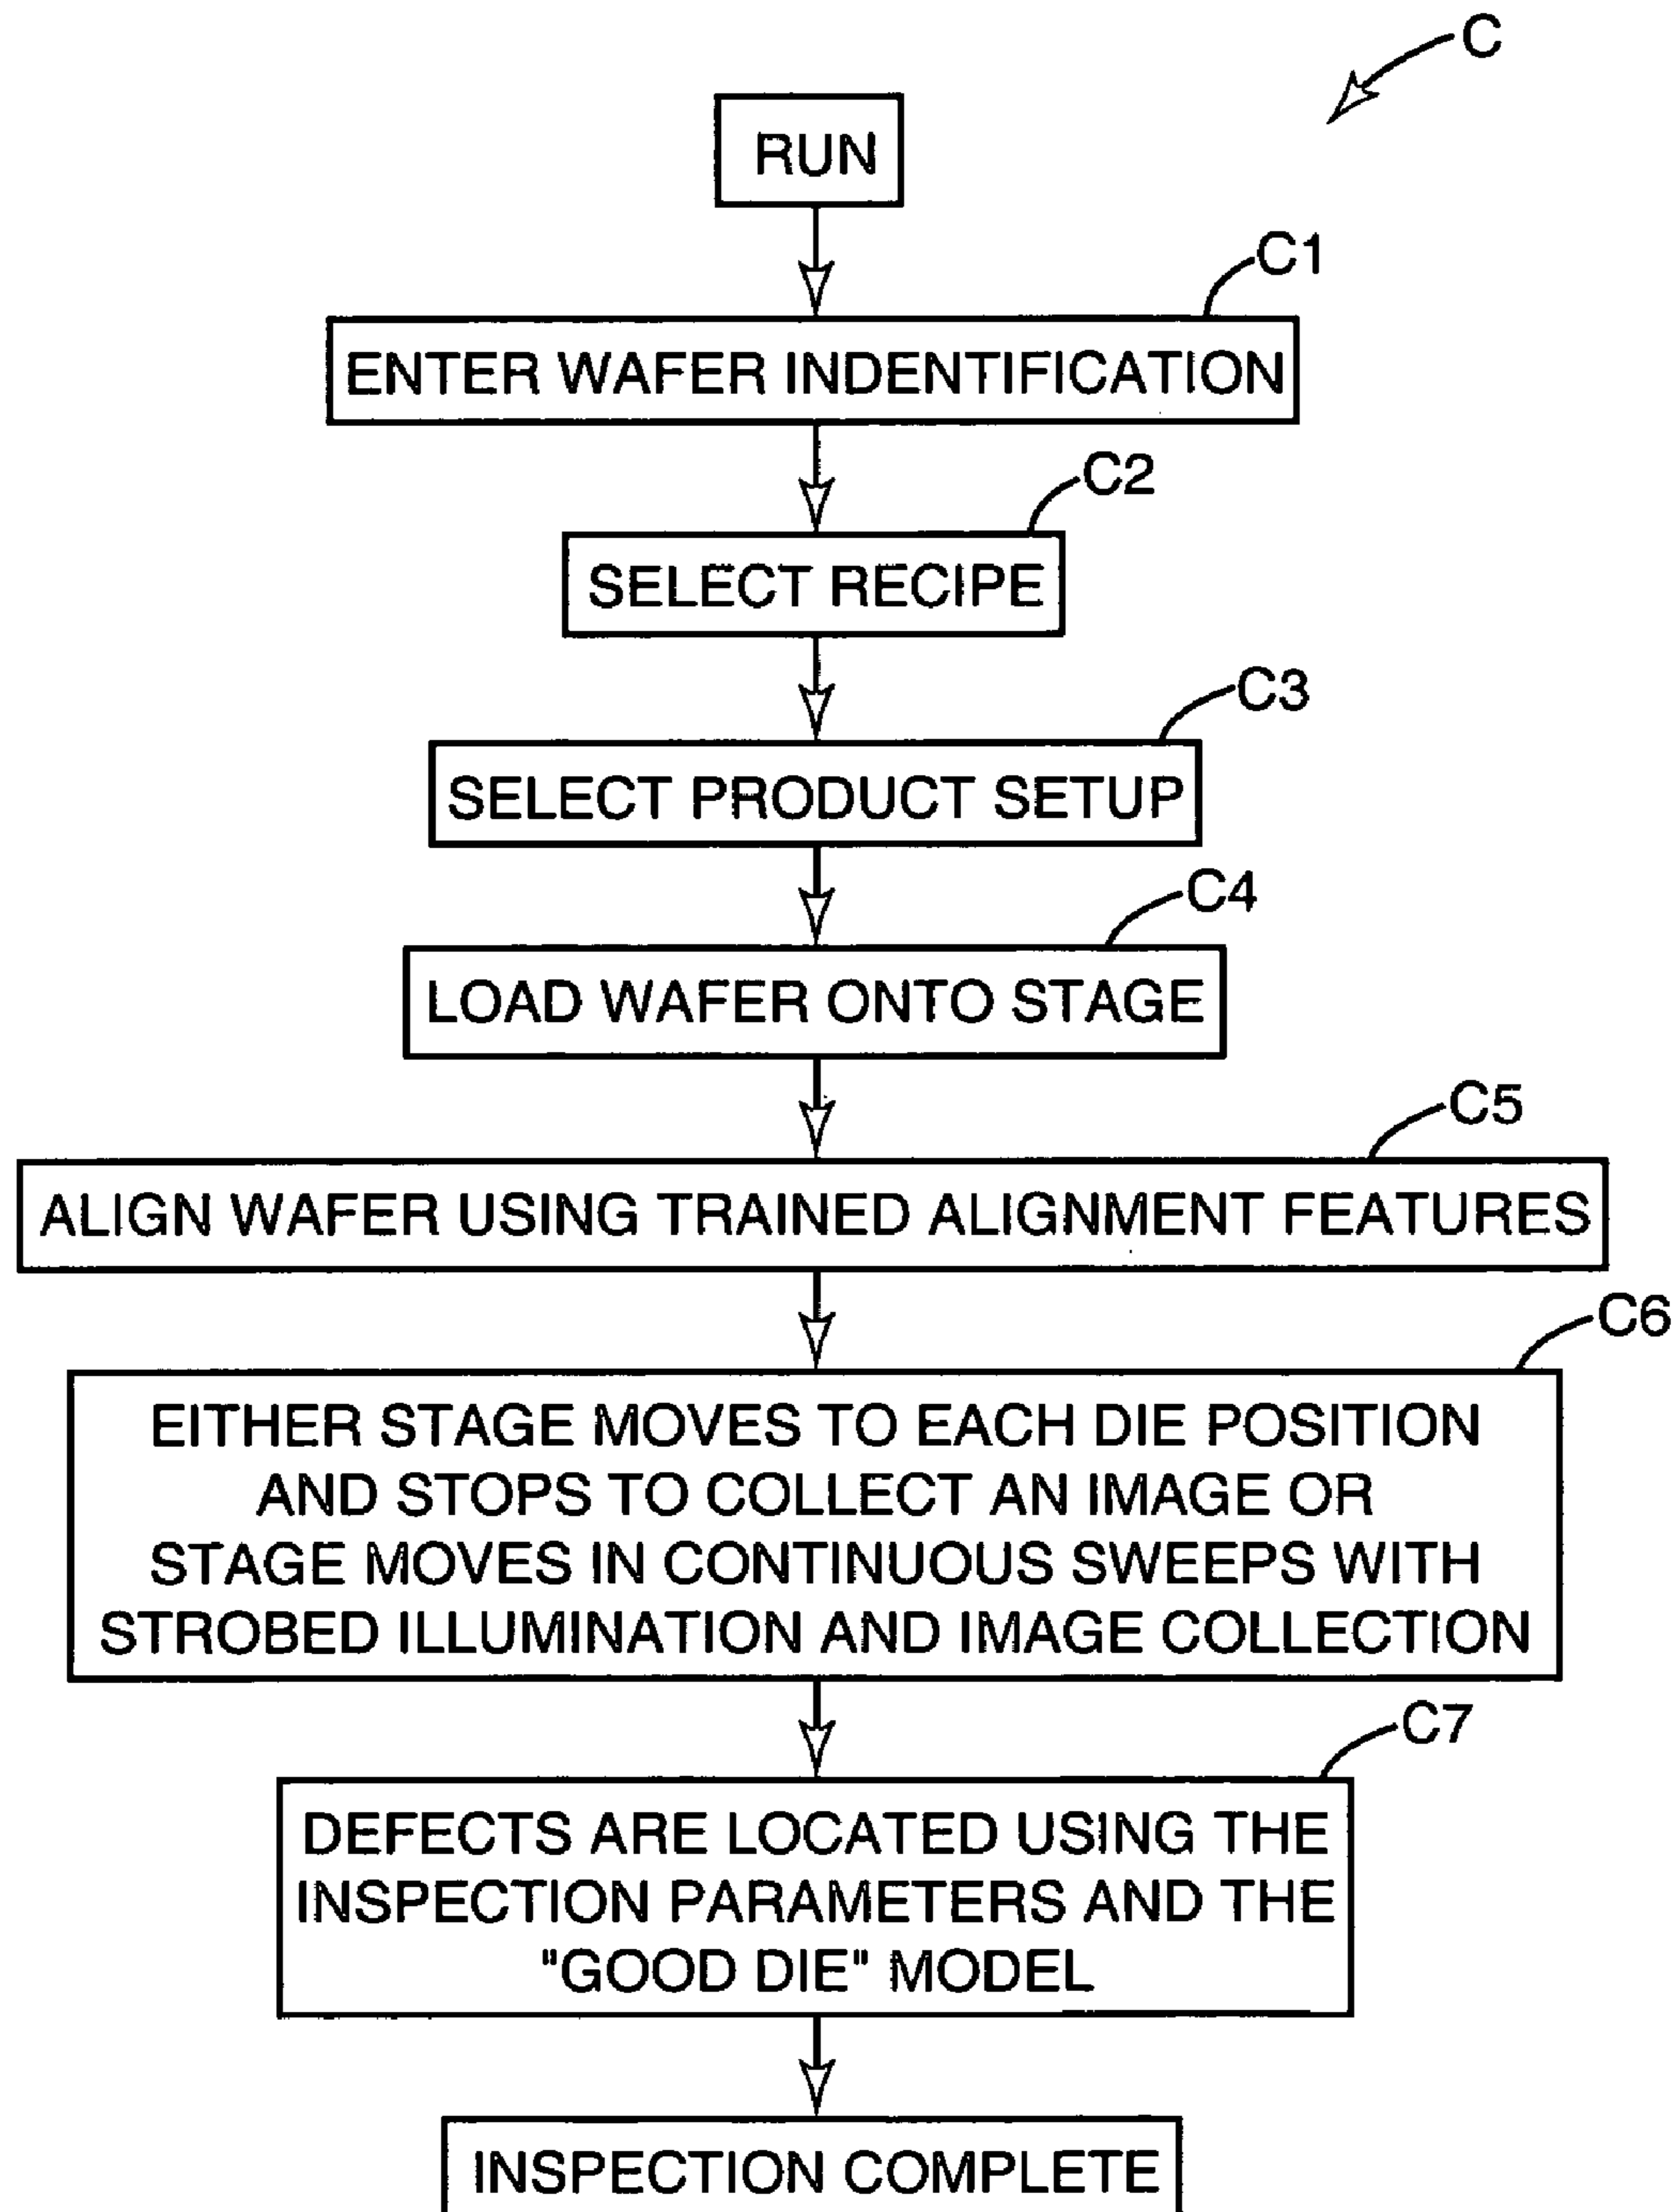 C
RUN
C1
ENTER WAFER INDENTIFICATION
C2
SELECT RECIPE
C3
SELECT PRODUCT SETUP
C4
LOAD WAFER ONTO STAGE
C5
ALIGN WAFER USING TRAINED ALIGNMENT FEATURES
C6
EITHER STAGE MOVES TO EACH DIE POSITION
AND STOPS TO COLLECT AN IMAGE OR
STAGE MOVES IN CONTINUOUS SWEEPS WITH
STROBED ILLUMINATION AND IMAGE COLLECTION
C7
DEFECTS ARE LOCATED USING THE
INSPECTION PARAMETERS AND THE
"GOOD DIE" MODEL
INSPECTION COMPLETE